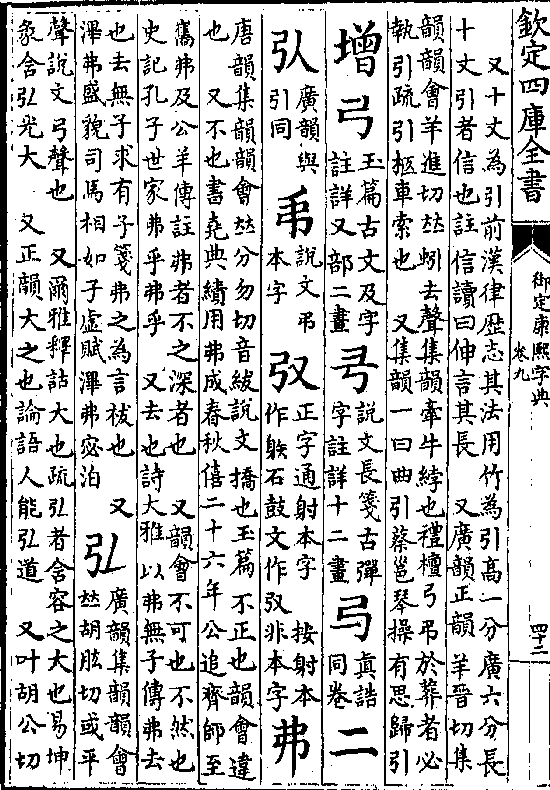 欽定四庫全書
御定康熙字典
卷九
四十二
又十丈為引前漢律歷志其法用竹為引高一分廣六分長
十丈引者信也註信讀曰伸言其長 又廣韻正韻羊晉切集
韻韻會羊進切𠀤蚓去聲集韻牽牛綍也禮檀弓弔於葬者必
執引疏引柩車索也 又集韻一曰曲引蔡邕琴操有思歸引
增弓
玉篇古文及字
註詳又部二畫
𢎗
說文長箋古彈
字註詳十二畫
弖
眞誥
同卷
二
弘
廣韻與
引同
𢎨
說文弔
本字
㢧
正字通射本字 按射本
作䠶石鼓文作㢧非本字
弗
唐韻集韻韻會𠀤分勿切音紱說文撟也玉篇不正也韻會違
也 又不也書堯典績用弗成春秋僖二十六年公追齊師至
巂弗及公羊傳註弗者不之深者也 又韻會不可也不然也
史記孔子世家弗乎弗乎 又去也詩大雅以弗無子傳弗去
也去無子求有子箋弗之為言祓也 又
滭弗盛貌司馬相如子虛賦滭弗宓汩
弘
廣韻集韻韻會
𠀤胡肱切或平
聲說文弓聲也 又爾雅釋詁大也疏弘者含容之大也易坤
彖含弘光大 又正韻大之也論語人能弘道 又叶胡公切